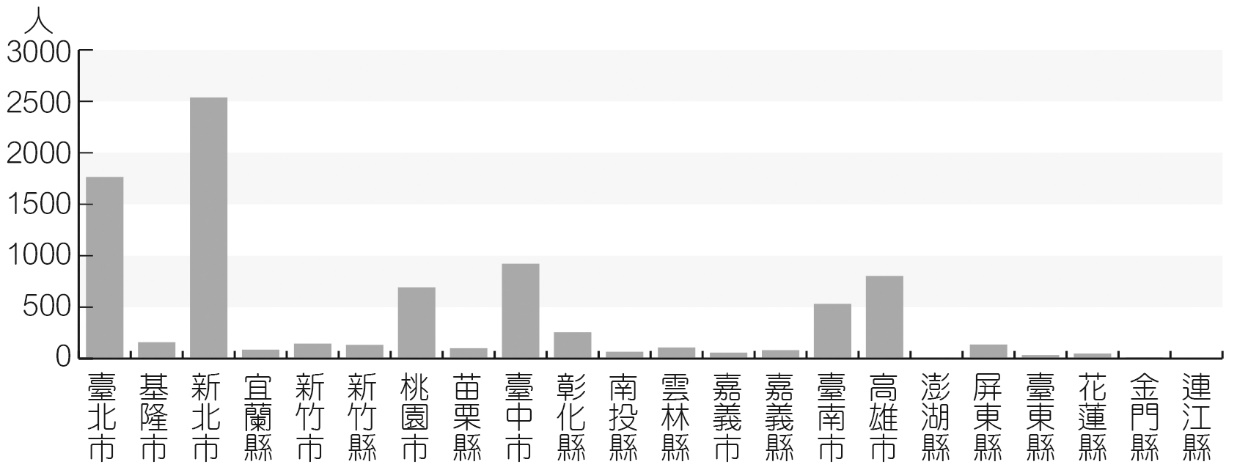 人
3000
2500
2000
1500
1000
500
0
臺北市
基隆市
新北市
宜蘭縣
新竹市
新竹縣
桃園市
苗栗縣
臺中市
彰化縣
南投縣
雲林縣
嘉義市
嘉義縣
臺南市
高雄市
澎湖縣
屏東縣
臺東縣
花蓮縣
金門縣
連江縣